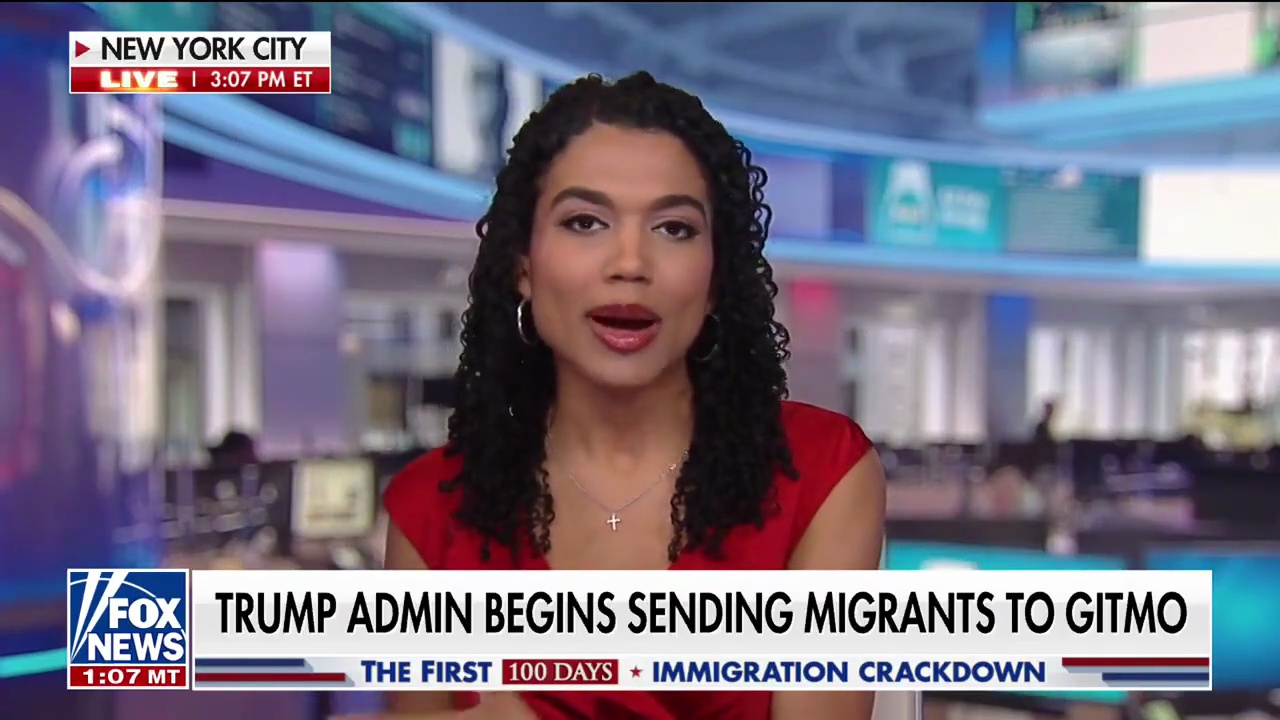 NEW YORK CITY
LIVE | 3:07 PM ET
FOX
NEWS
1:07 MT
TRUMP ADMIN BEGINS SENDING MIGRANTS TO GITMO
THE FIRST 100 DAYS ★ IMMIGRATION CRACKDOWN